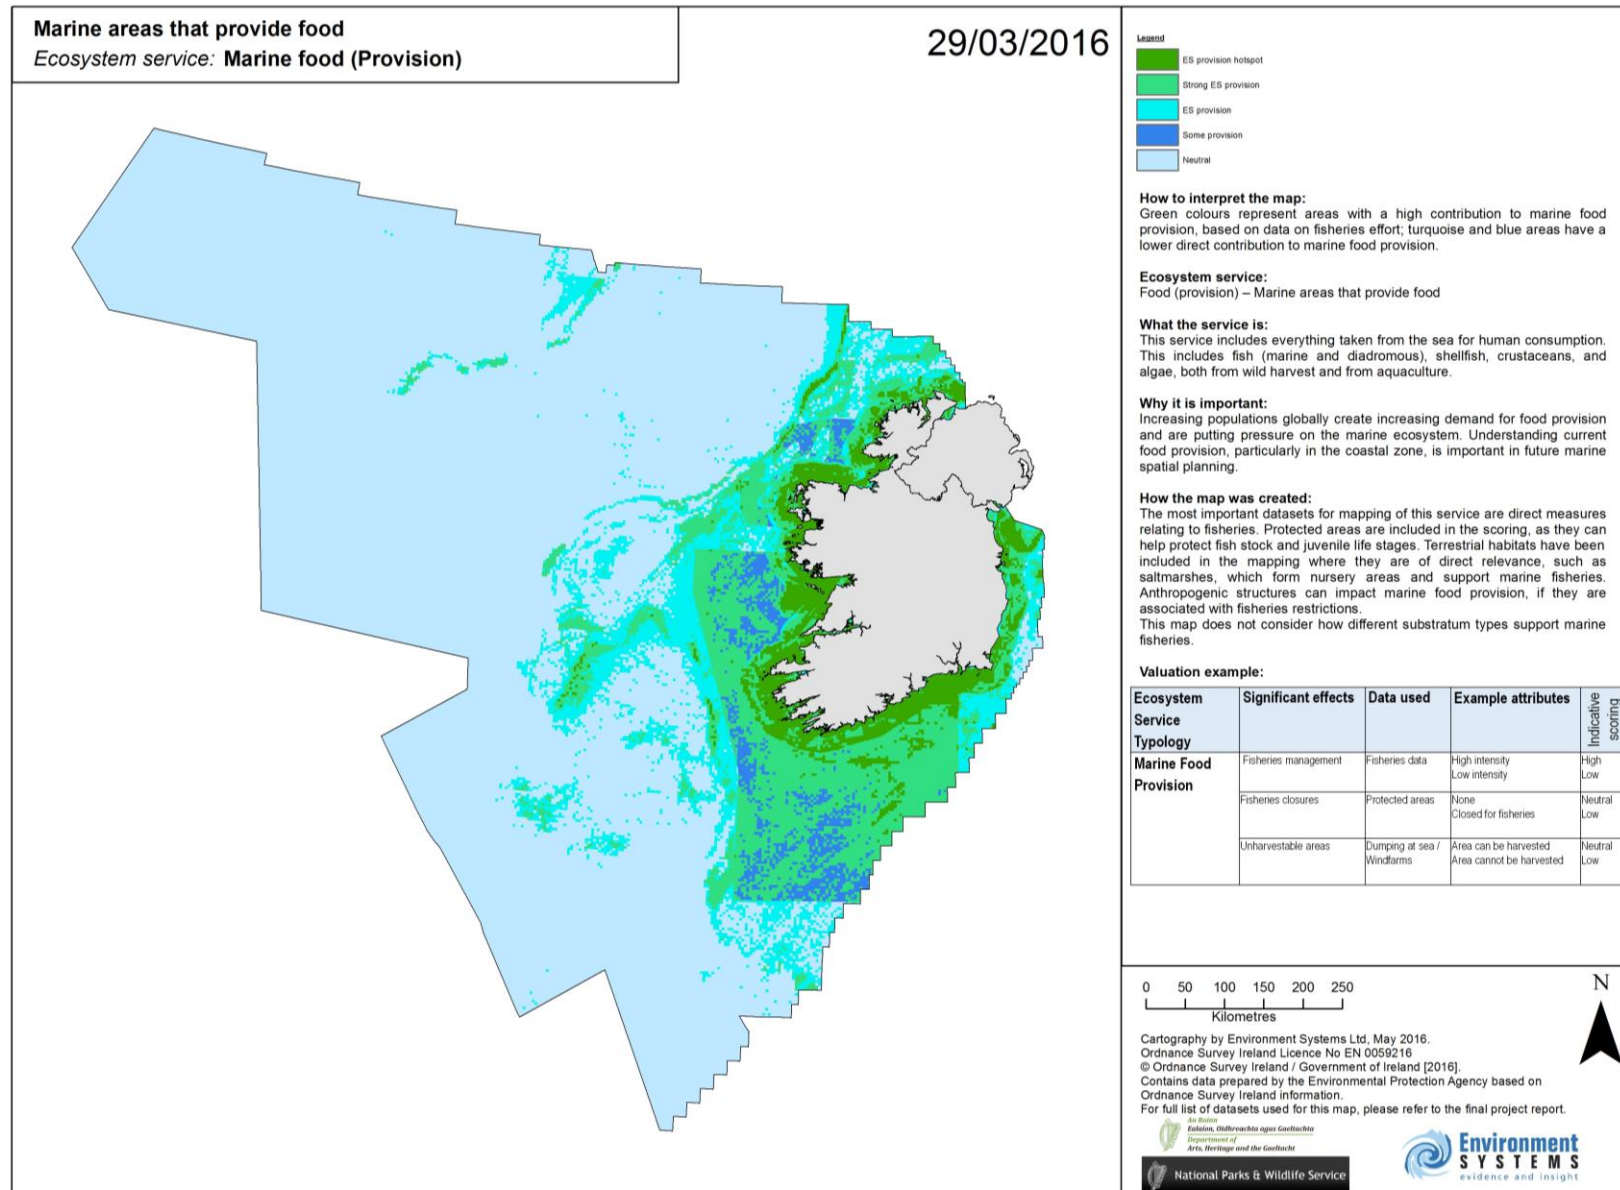 Marine areas that provide food
Ecosystem service: Marine food (Provision)
29/03/2016
Legend
ES provision hotspot
Strong ES provision
ES provision
Some provision
Neutral
How to interpret the map:
Green colours represent areas with a high contribution to marine food
provision, based on data on fisheries effort; turquoise and blue areas have a
lower direct contribution to marine food provision.
Ecosystem service:
Food (provision) – Marine areas that provide food
What the service is:
This service includes everything taken from the sea for human consumption.
This includes fish (marine and diadromous), shellfish, crustaceans, and
algae, both from wild harvest and from aquaculture.
Why it is important:
Increasing populations globally create increasing demand for food provision
and are putting pressure on the marine ecosystem. Understanding current
food provision, particularly in the coastal zone, is important in future marine
spatial planning.
How the map was created:
The most important datasets for mapping of this service are direct measures
relating to fisheries. Protected areas are included in the scoring, as they can
help protect fish stock and juvenile life stages. Terrestrial habitats have been
included in the mapping where they are of direct relevance, such as
saltmarshes, which form nursery areas and support marine fisheries.
Anthropogenic structures can impact marine food provision, if they are
associated with fisheries restrictions.
This map does not consider how different substratum types support marine
fisheries.
Valuation example:
Ecosystem Service Typology
Significant effects
Data used
Example attributes
Indicative scoring
Marine Food Provision
Fisheries management
Fisheries data
High intensity
Low intensity
High
Low
Fisheries closures
Protected areas
None
Closed for fisheries
Neutral
Low
Unharvestable areas
Dumping at sea /
Windfarms
Area can be harvested
Area cannot be harvested
Neutral
Low
0 50 100 150 200 250
Kilometres
N
Cartography by Environment Systems Ltd, May 2016.
Ordnance Survey Ireland Licence No EN 0059216
© Ordnance Survey Ireland / Government of Ireland [2016].
Contains data prepared by the Environmental Protection Agency based on
Ordnance Survey Ireland information.
For full list of datasets used for this map, please refer to the final project report.
An Roinn
Ealaíon, Oidhreachta agus Gaeltachta
Department of
Arts, Heritage and the Gaeltacht
National Parks & Wildlife Service
Environment
SYSTEMS
evidence and insight